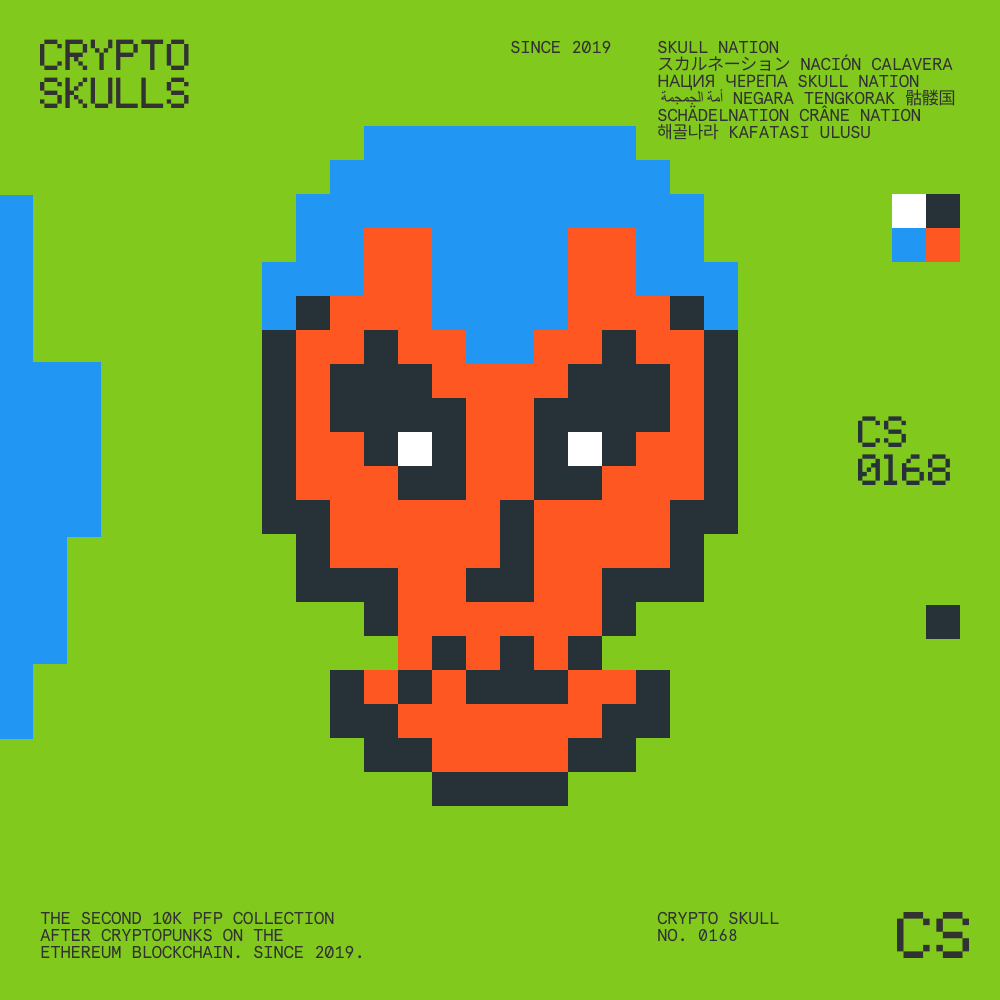 CRYPTO
SKULLS
SINCE 2019
SKULL NATION
スカルネーション NACIÓN CALAVERA
НАЦИЯ ЧЕРЕПА SKULL NATION
أمة الجمجمة NEGARA TENGKORAK 骷髅国
SCHÄDELNATION CRÂNE NATION
해골나라 KAFATASI ULUSU
CS
0168
THE SECOND 10K PFP COLLECTION
AFTER CRYPTOPUNKS ON THE
ETHEREUM BLOCKCHAIN. SINCE 2019.
CRYPTO SKULL
NO. 0168
CS